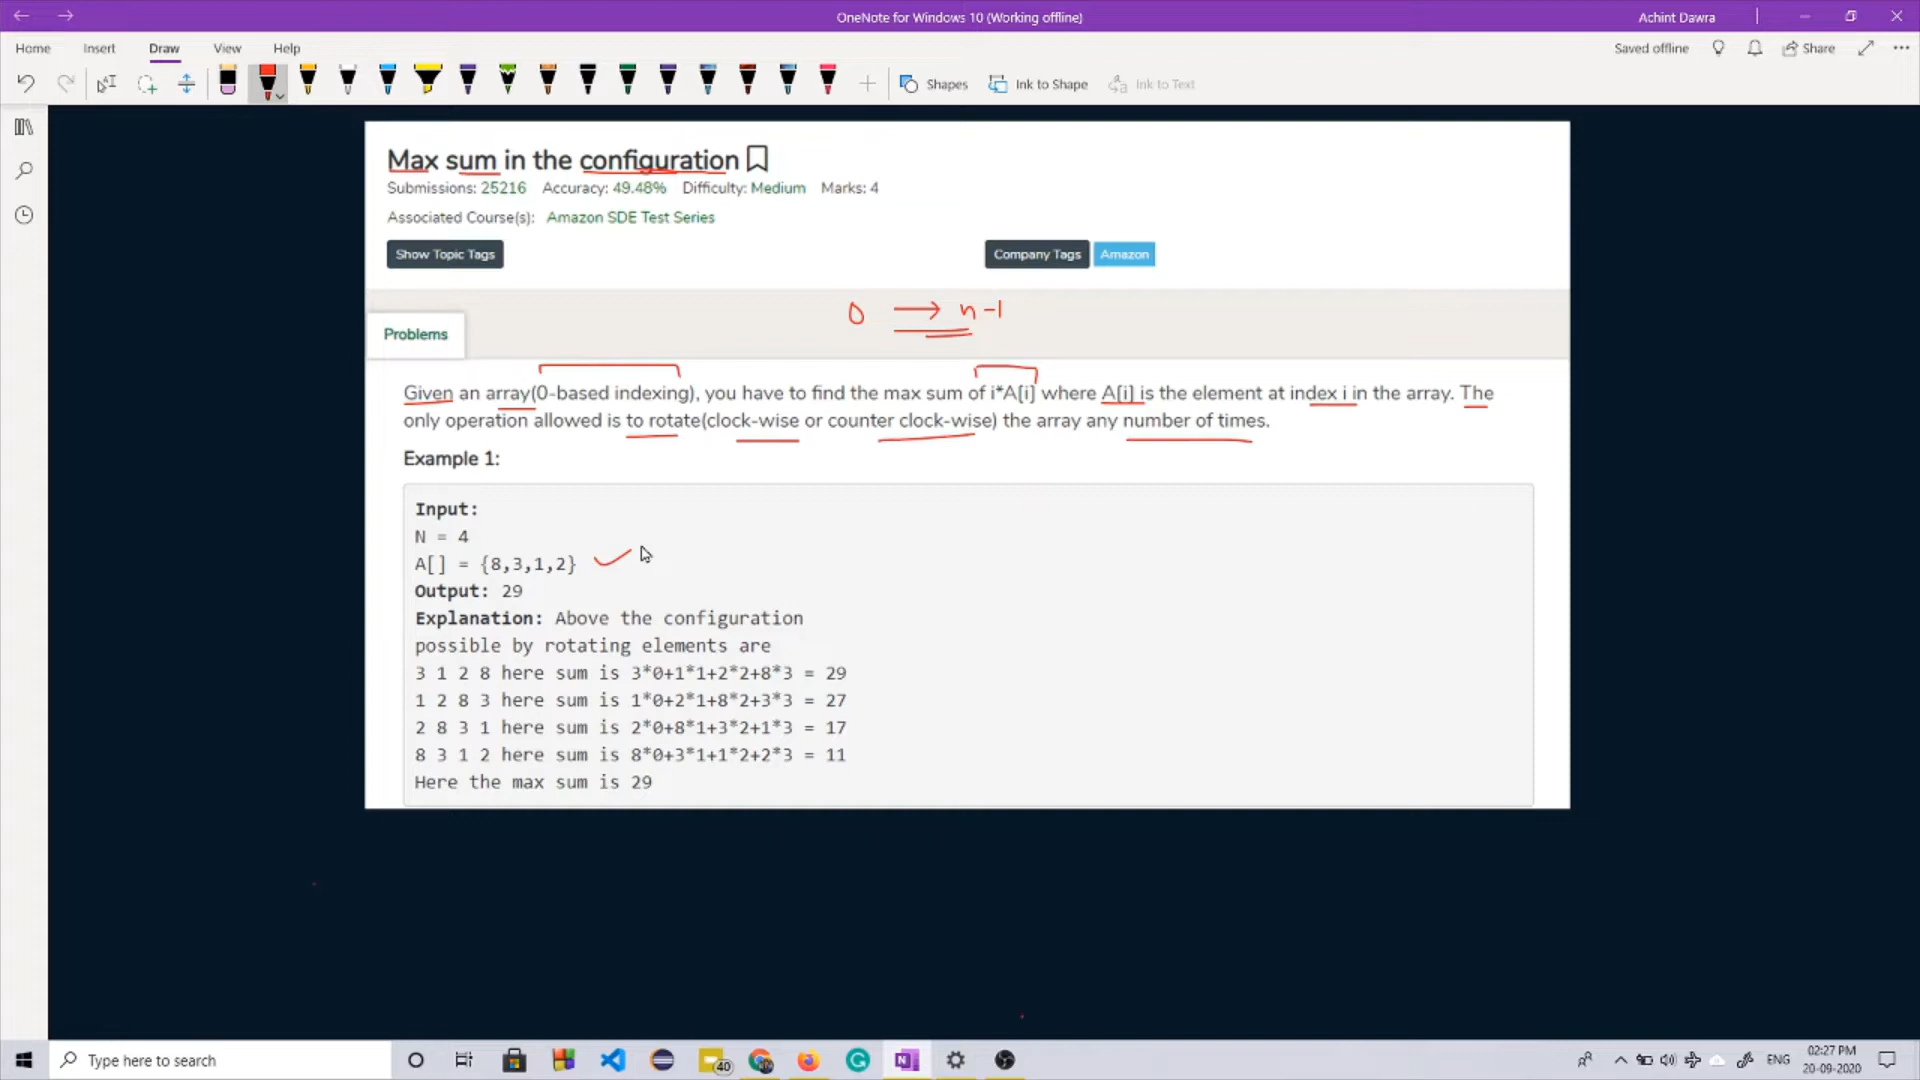 OneNote for Windows 10 (Working offline)
Achint Dawra
Home Insert Draw View Help
Saved offline Share
Shapes Ink to Shape Ink to Text
Max sum in the configuration
Submissions: 25216 Accuracy: 49.48% Difficulty: Medium Marks: 4
Associated Course(s): Amazon SDE Test Series
Show Topic Tags Company Tags Amazon
0 → n-1
Problems
Given an array(0-based indexing), you have to find the max sum of i*A[i] where A[i] is the element at index i in the array. The
only operation allowed is to rotate(clock-wise or counter clock-wise) the array any number of times.
Example 1:
Input:
N = 4
A[] = {8,3,1,2}
Output: 29
Explanation: Above the configuration
possible by rotating elements are
3 1 2 8 here sum is 3*0+1*1+2*2+8*3 = 29
1 2 8 3 here sum is 1*0+2*1+8*2+3*3 = 27
2 8 3 1 here sum is 2*0+8*1+3*2+1*3 = 17
8 3 1 2 here sum is 8*0+3*1+1*2+2*3 = 11
Here the max sum is 29
Type here to search
40
ENG
02:27 PM
20-09-2020